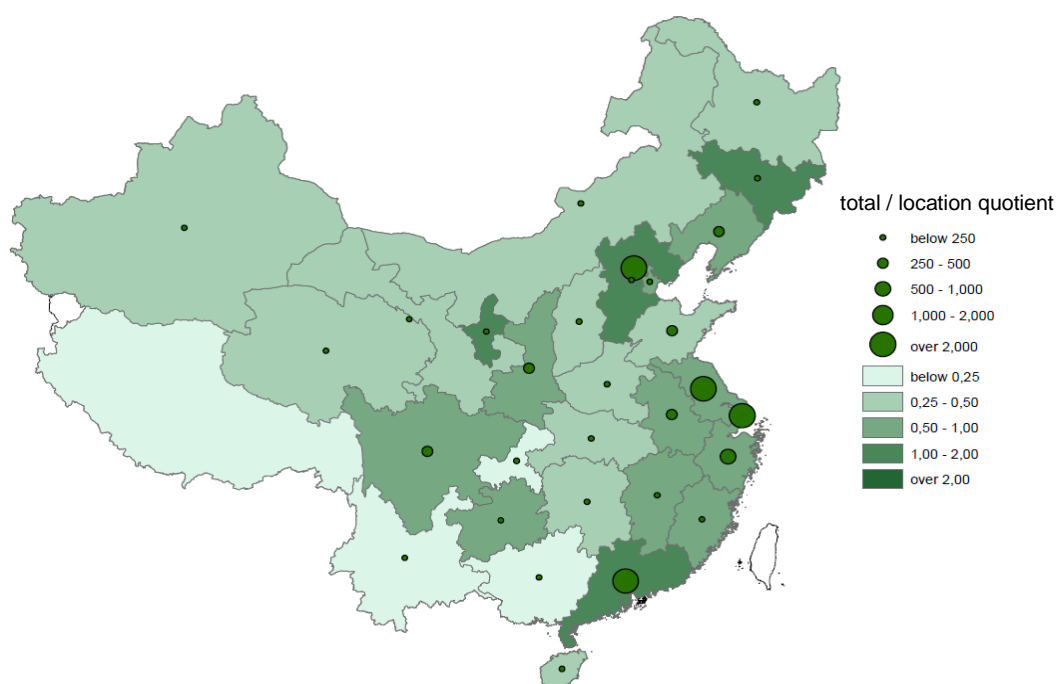 total / location quotient
below 250
250 - 500
500 - 1,000
1,000 - 2,000
over 2,000
below 0,25
0,25 - 0,50
0,50 - 1,00
1,00 - 2,00
over 2,00